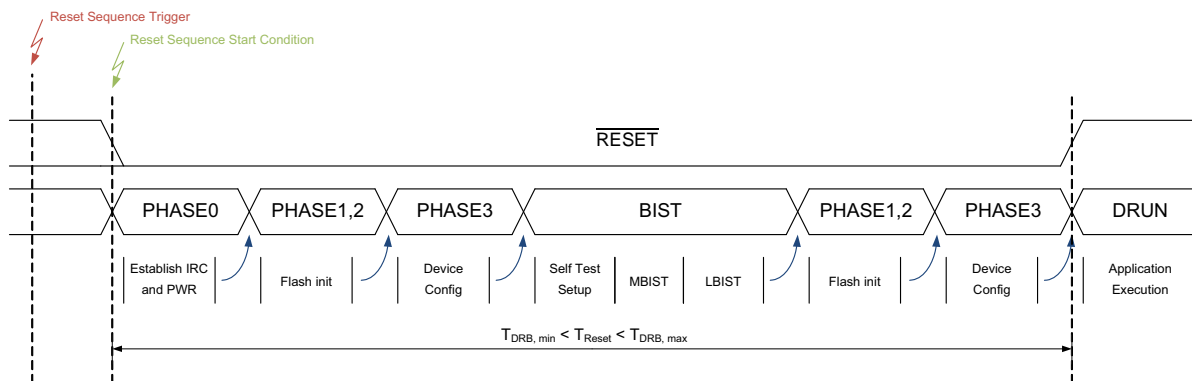 Reset Sequence Trigger
Reset Sequence Start Condition
RESET
PHASE0
PHASE1,2
PHASE3
BIST
PHASE1,2
PHASE3
DRUN
Establish IRC
and PWR
Flash init
Device
Config
Self Test
Setup
MBIST
LBIST
Flash init
Device
Config
Application
Execution
TDRB, min < TReset < TDRB, max